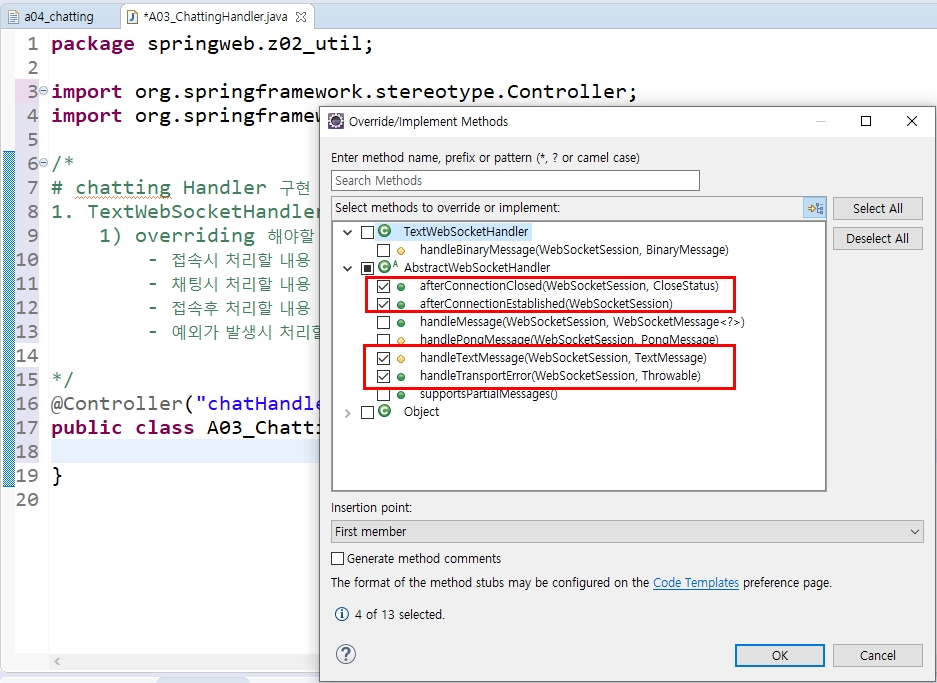 a04_chatting
*A03_ChattingHandler.java
1 package springweb.z02_util;
2
3 import org.springframework.stereotype.Controller;
4 import org.springframew
5
6 /*
7 # chatting Handler 구현
8 1. TextWebSocketHandler
9 1) overriding 해야할
10 - 접속시 처리할 내용
11 - 채팅시 처리할 내용
12 - 접속후 처리할 내용
13 - 예외가 발생시 처리할
14
15 */
16 @Controller("chatHandle
17 public class A03_Chatti
18
19 }
20
Override/Implement Methods
Enter method name, prefix or pattern (*, ? or camel case)
Search Methods
Select methods to override or implement:
Select All
Deselect All
TextWebSocketHandler
handleBinaryMessage(WebSocketSession, BinaryMessage)
AbstractWebSocketHandler
afterConnectionClosed(WebSocketSession, CloseStatus)
afterConnectionEstablished(WebSocketSession)
handleMessage(WebSocketSession, WebSocketMessage<?>)
handlePongMessage(WebSocketSession, PongMessage)
handleTextMessage(WebSocketSession, TextMessage)
handleTransportError(WebSocketSession, Throwable)
supportsPartialMessages()
Object
Insertion point:
First member
Generate method comments
The format of the method stubs may be configured on the Code Templates preference page.
4 of 13 selected.
OK
Cancel